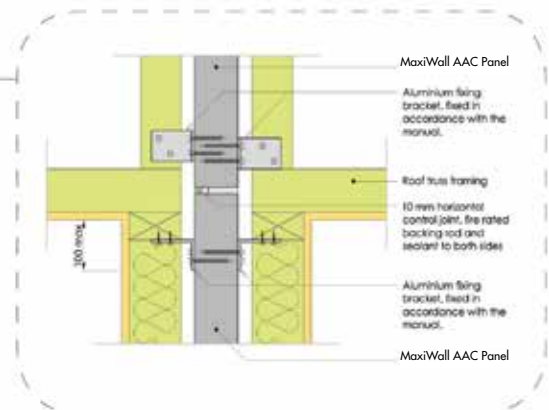 MaxiWall AAC Panel
Aluminium fixing
bracket, fixed in
accordance with the
manual.
Roof truss framing
10 mm horizontal
control joint, fire rated
backing rod and
sealant to both sides
100 max
Aluminium fixing
bracket, fixed in
accordance with the
manual.
MaxiWall AAC Panel